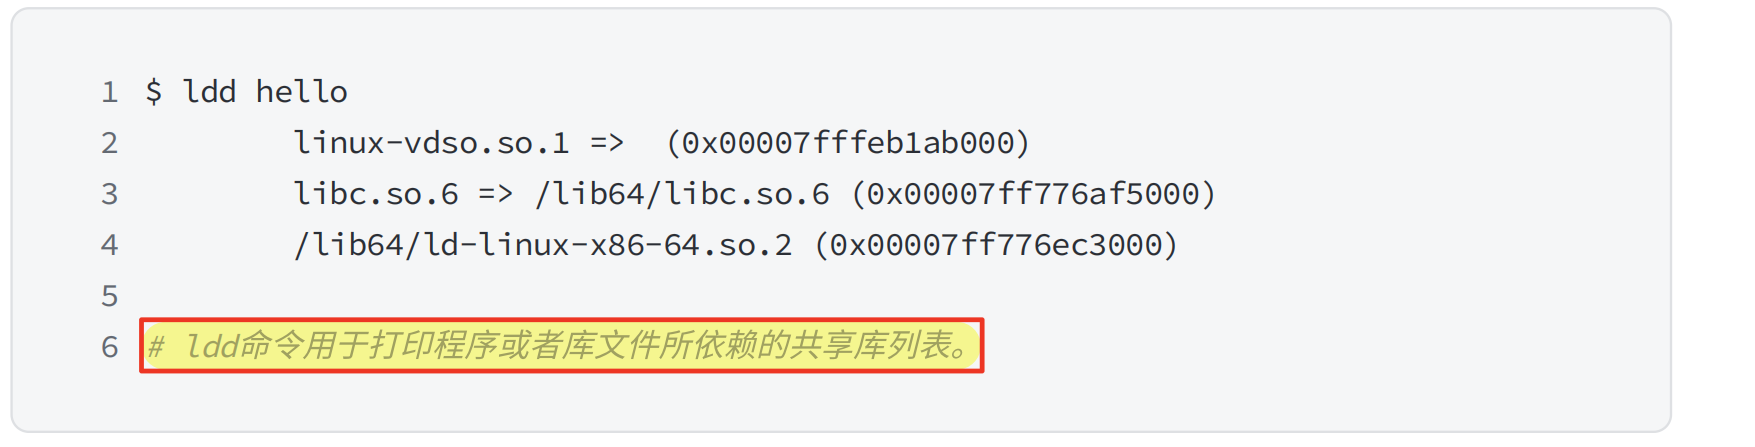 1 $ ldd hello
2         linux-vdso.so.1 =>  (0x00007fffeb1ab000)
3         libc.so.6 => /lib64/libc.so.6 (0x00007ff776af5000)
4         /lib64/ld-linux-x86-64.so.2 (0x00007ff776ec3000)
5
6 # ldd命令用于打印程序或者库文件所依赖的共享库列表。